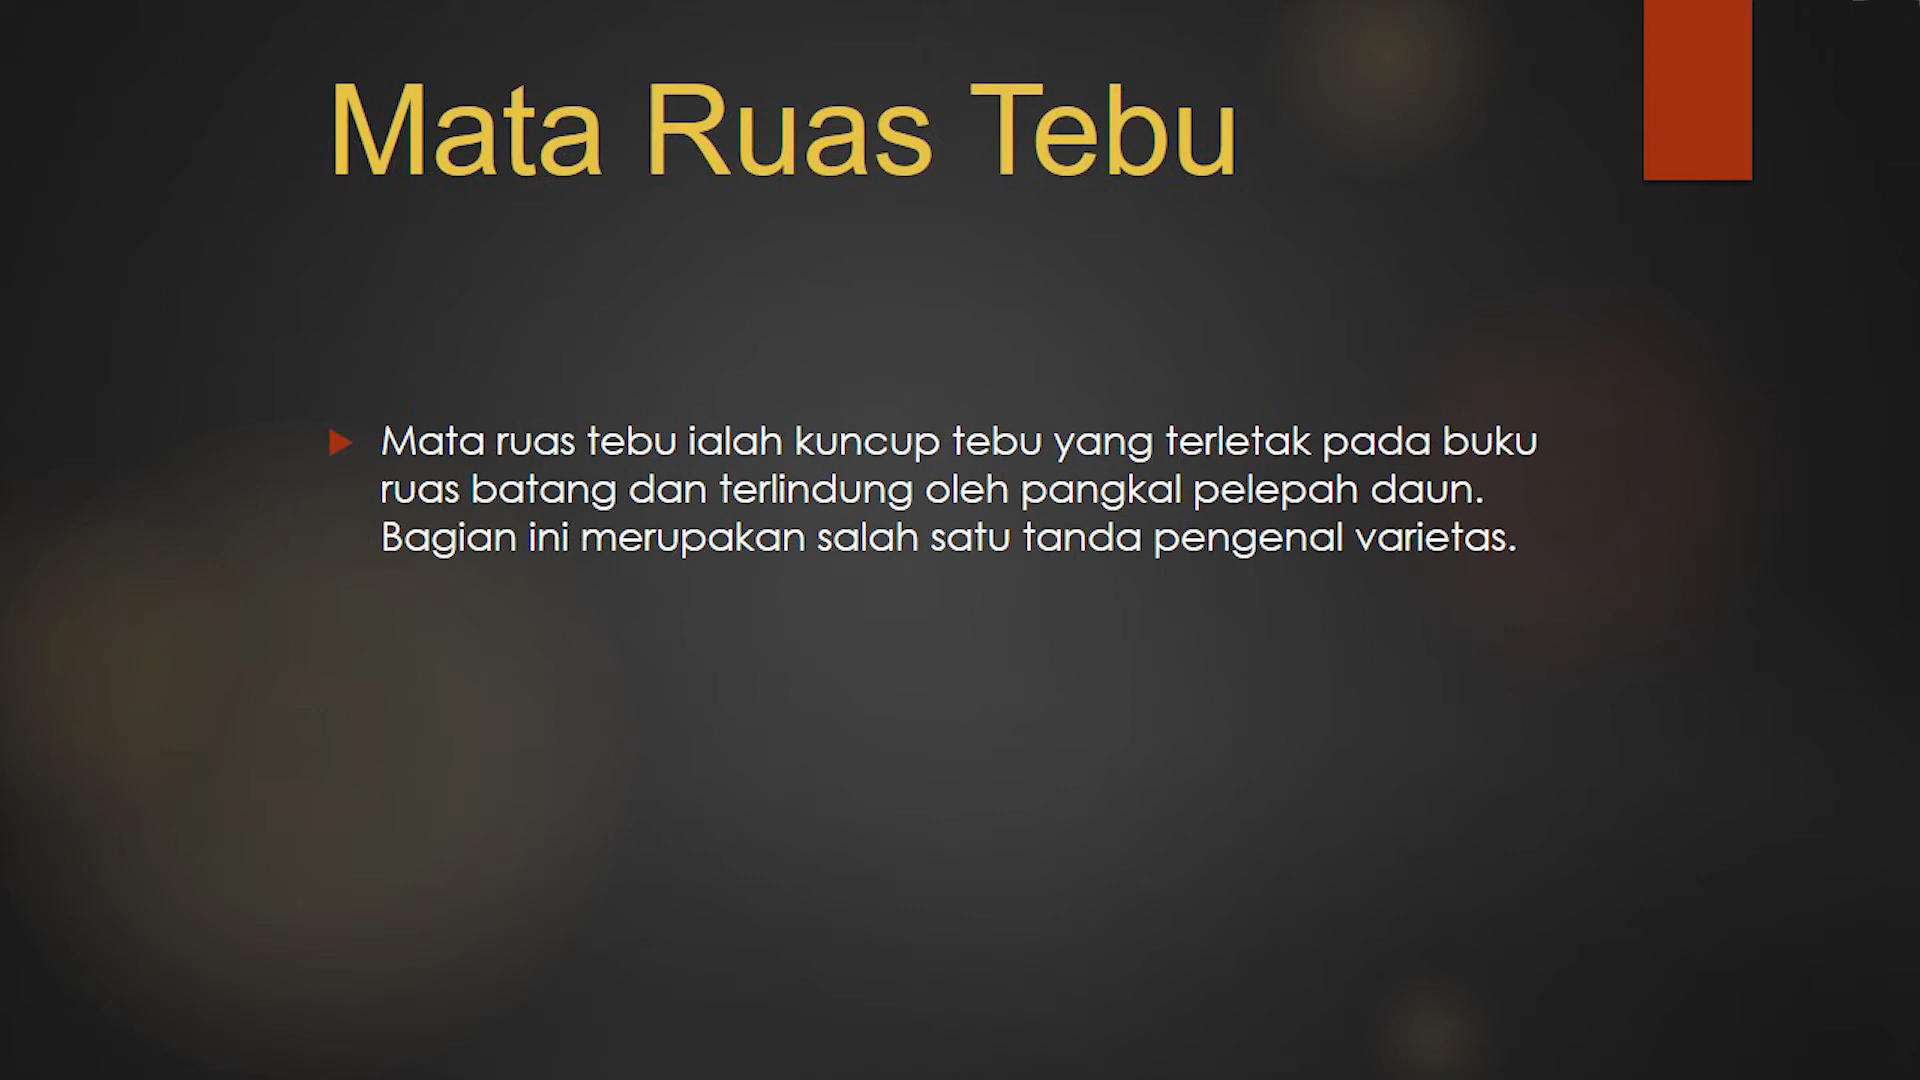 Mata Ruas Tebu
Mata ruas tebu ialah kuncup tebu yang terletak pada buku
ruas batang dan terlindung oleh pangkal pelepah daun.
Bagian ini merupakan salah satu tanda pengenal varietas.